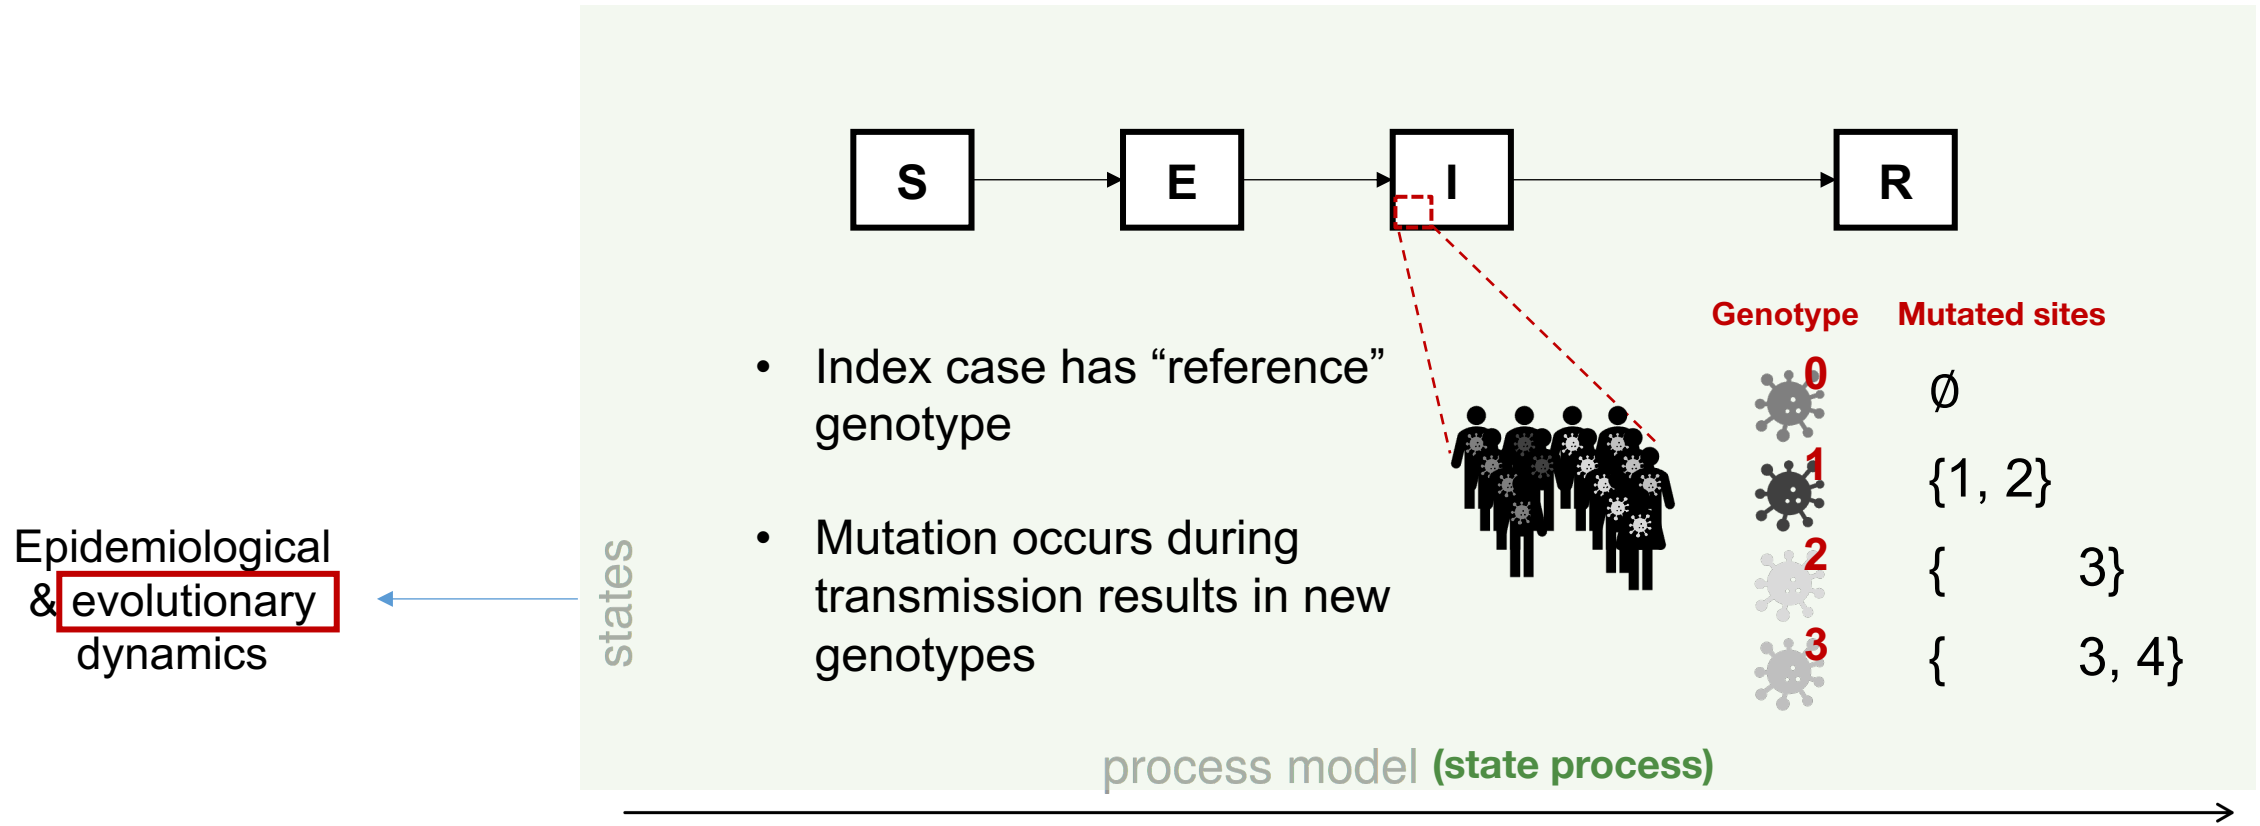 S E I R
Genotype Mutated sites
• Index case has “reference”
genotype
0 ∅
1 {1, 2}
2 { 3}
3 { 3, 4}
• Mutation occurs during
transmission results in new
genotypes
Epidemiological
& evolutionary
dynamics
states
process model (state process)